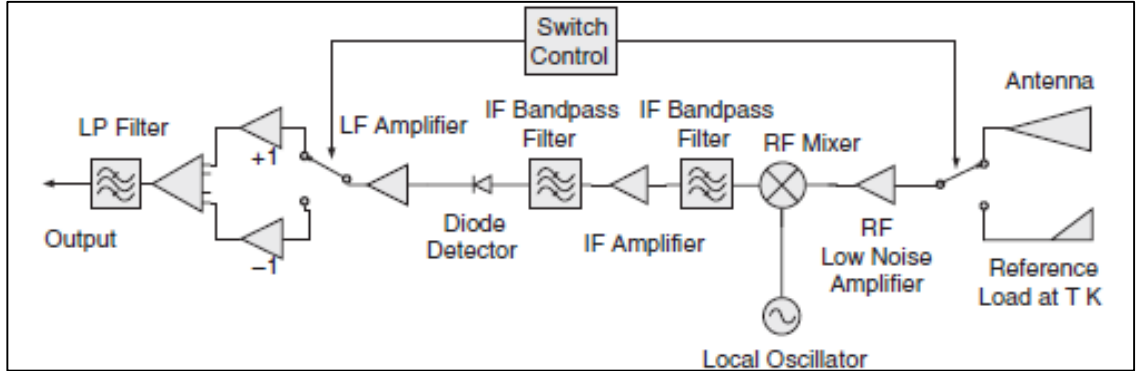 Switch
Control
Antenna
LP Filter
+1
LF Amplifier
IF Bandpass
Filter
IF Bandpass
Filter
RF Mixer
Output
–1
Diode
Detector
IF Amplifier
RF
Low Noise
Amplifier
Reference
Load at T K
Local Oscillator